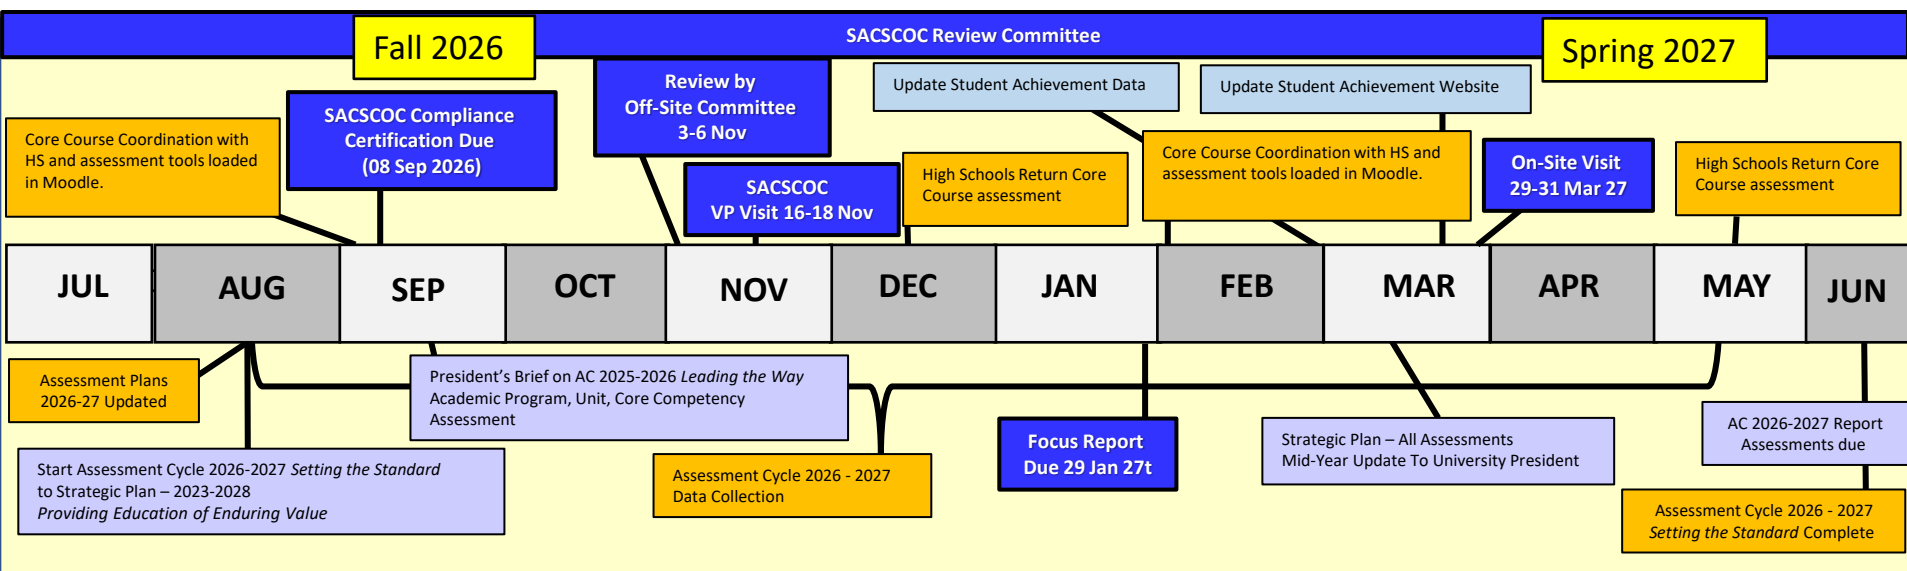 SACSCOC Review Committee
Fall 2026
Spring 2027
Core Course Coordination with
HS and assessment tools loaded
in Moodle.
SACSCOC Compliance
Certification Due
(08 Sep 2026)
Review by
Off-Site Committee
3-6 Nov
SACSCOC
VP Visit 16-18 Nov
Update Student Achievement Data
High Schools Return Core
Course assessment
Update Student Achievement Website
Core Course Coordination with HS and
assessment tools loaded in Moodle.
On-Site Visit
29-31 Mar 27
High Schools Return Core
Course assessment
JUL
AUG
SEP
OCT
NOV
DEC
JAN
FEB
MAR
APR
MAY
JUN
Assessment Plans
2026-27 Updated
Start Assessment Cycle 2026-2027 Setting the Standard
to Strategic Plan – 2023-2028
Providing Education of Enduring Value
President’s Brief on AC 2025-2026 Leading the Way
Academic Program, Unit, Core Competency
Assessment
Assessment Cycle 2026 - 2027
Data Collection
Focus Report
Due 29 Jan 27t
Strategic Plan – All Assessments
Mid-Year Update To University President
AC 2026-2027 Report
Assessments due
Assessment Cycle 2026 - 2027
Setting the Standard Complete